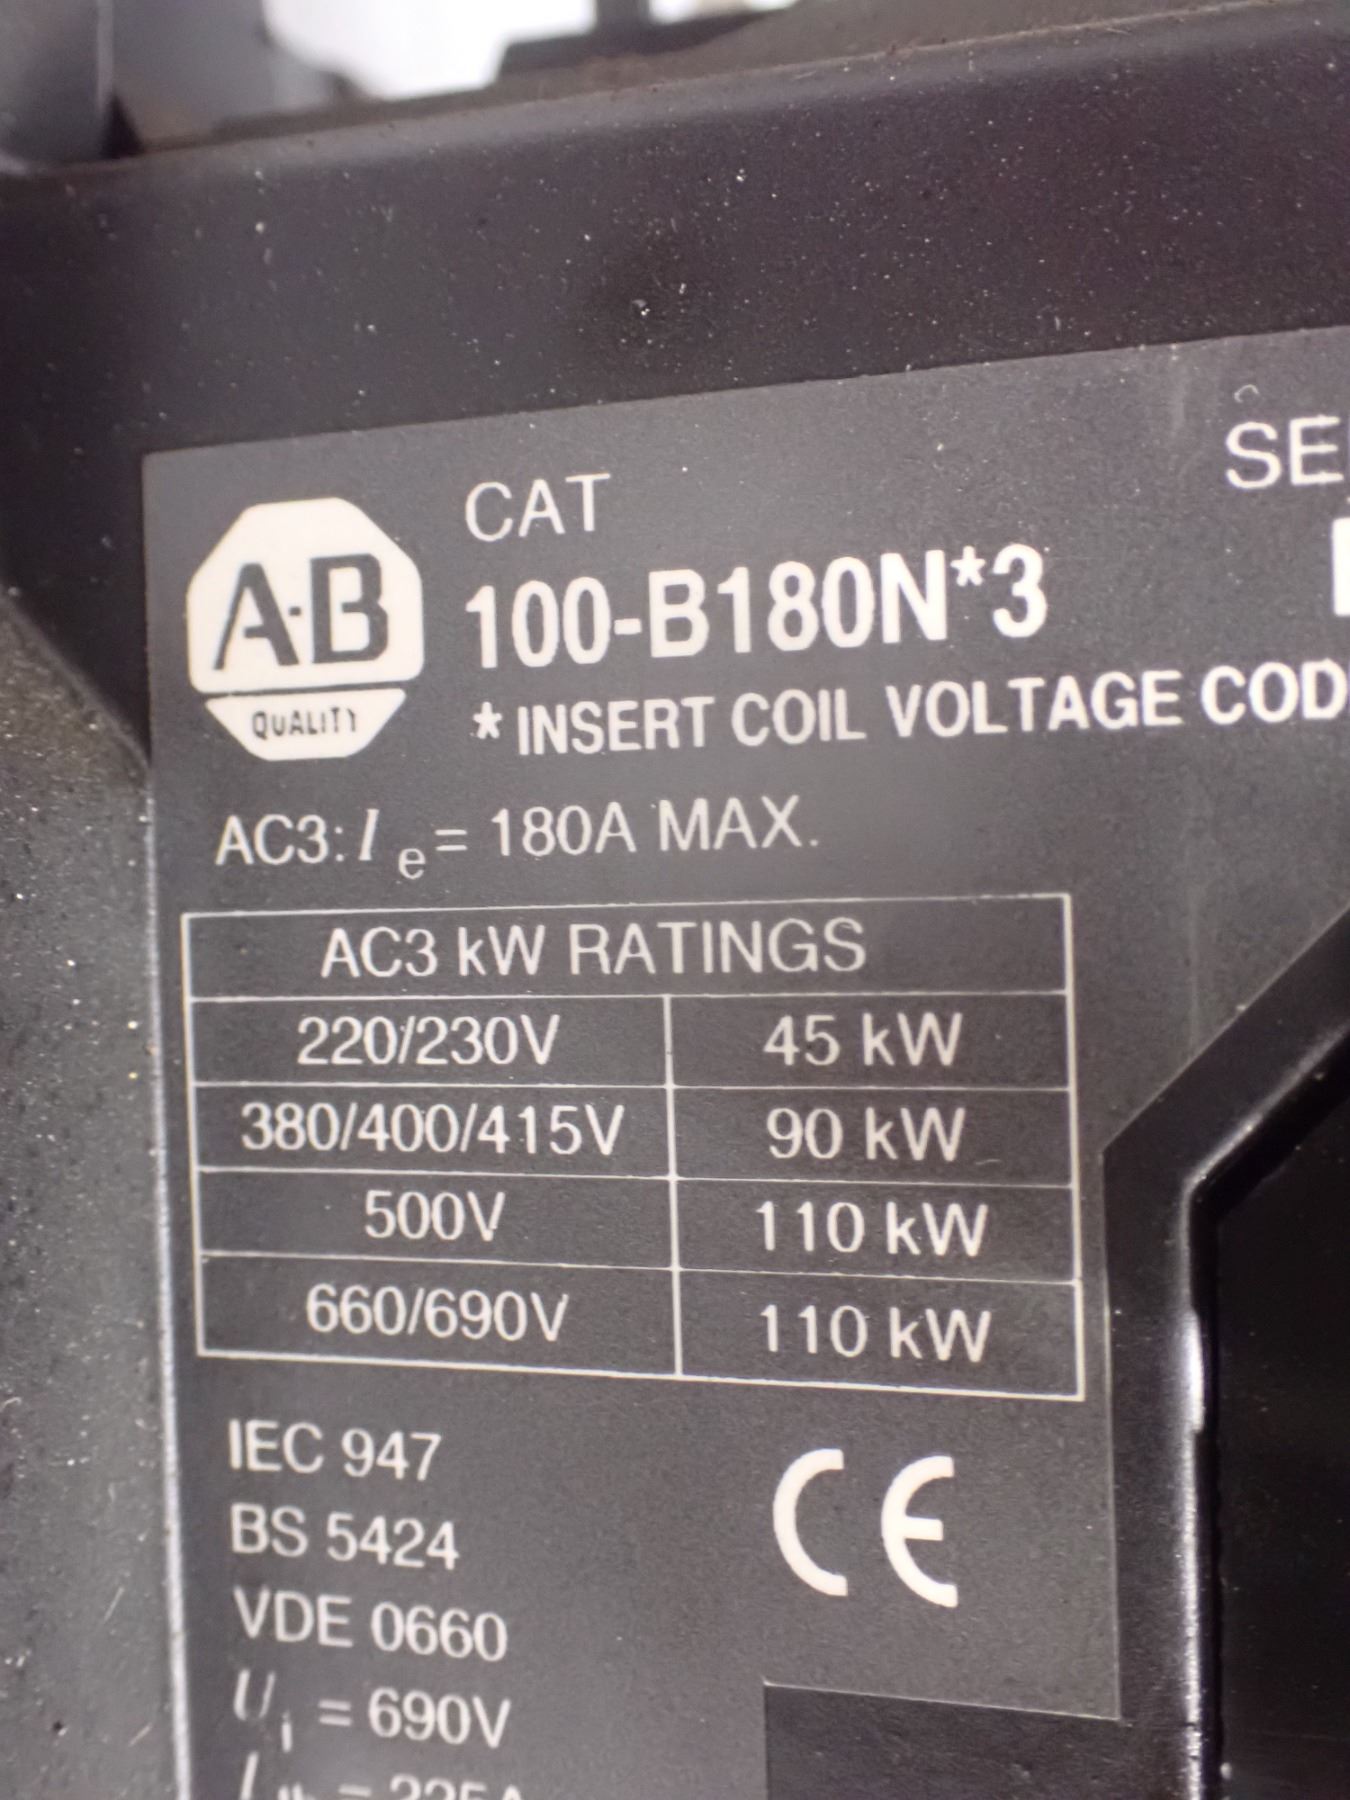 A-B
QUALITY
CAT
100-B180N*3
* INSERT COIL VOLTAGE COD
SE
AC3: Ie = 180A MAX.
AC3 kW RATINGS
220/230V 45 kW
380/400/415V 90 kW
500V 110 kW
660/690V 110 kW
IEC 947
BS 5424
VDE 0660
CE
Ui = 690V